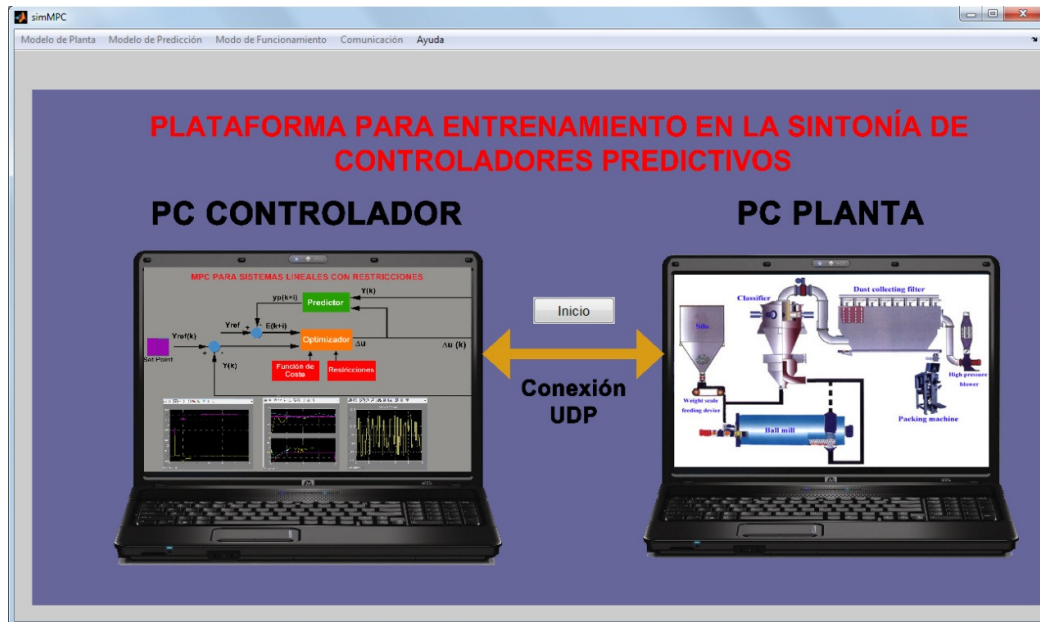 simMPC
Modelo de Planta Modelo de Predicción Modo de Funcionamiento Comunicación Ayuda
PLATAFORMA PARA ENTRENAMIENTO EN LA SINTONÍA DE
CONTROLADORES PREDICTIVOS
PC CONTROLADOR
PC PLANTA
MPC PARA SISTEMAS LINEALES CON RESTRICCIONES
Y(k)
yp(k+i)
Predictor
Yref
E(k+i)
Yref(k)
Optimizador
Δu
Δu (k)
Set Point
Y(k)
Función de
Costo
Restricciones
Inicio
Conexión
UDP
Dust collecting filter
Classifier
Silo
High pressure
blower
Weight scale
feeding device
Packing machine
Ball mill